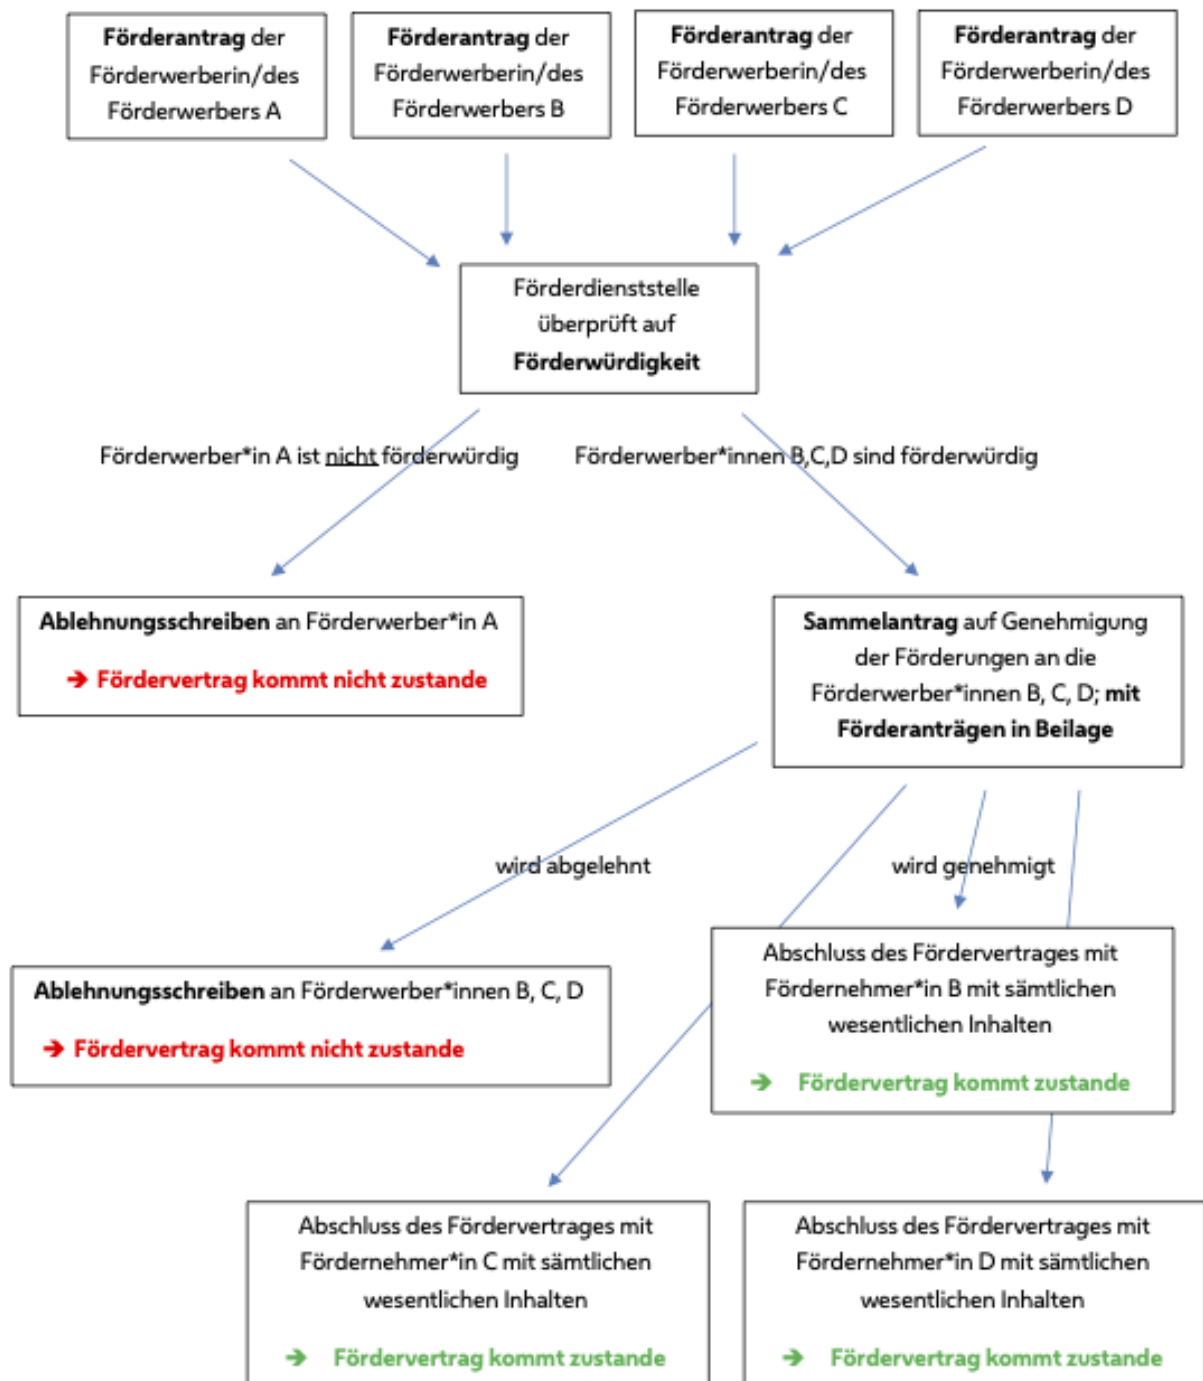 Förderantrag der
Förderwerberin/des
Förderwerbers A
Förderantrag der
Förderwerberin/des
Förderwerbers B
Förderantrag der
Förderwerberin/des
Förderwerbers C
Förderantrag der
Förderwerberin/des
Förderwerbers D
Förderdienststelle
überprüft auf
Förderwürdigkeit
Förderwerber*in A ist nicht förderwürdig
Förderwerber*innen B,C,D sind förderwürdig
Ablehnungsschreiben an Förderwerber*in A
➔ Fördervertrag kommt nicht zustande
Sammelantrag auf Genehmigung
der Förderungen an die
Förderwerber*innen B, C, D; mit
Förderanträgen in Beilage
wird abgelehnt
wird genehmigt
Ablehnungsschreiben an Förderwerber*innen B, C, D
➔ Fördervertrag kommt nicht zustande
Abschluss des Fördervertrages mit
Fördernehmer*in B mit sämtlichen
wesentlichen Inhalten
➔ Fördervertrag kommt zustande
Abschluss des Fördervertrages mit
Fördernehmer*in C mit sämtlichen
wesentlichen Inhalten
➔ Fördervertrag kommt zustande
Abschluss des Fördervertrages mit
Fördernehmer*in D mit sämtlichen
wesentlichen Inhalten
➔ Fördervertrag kommt zustande